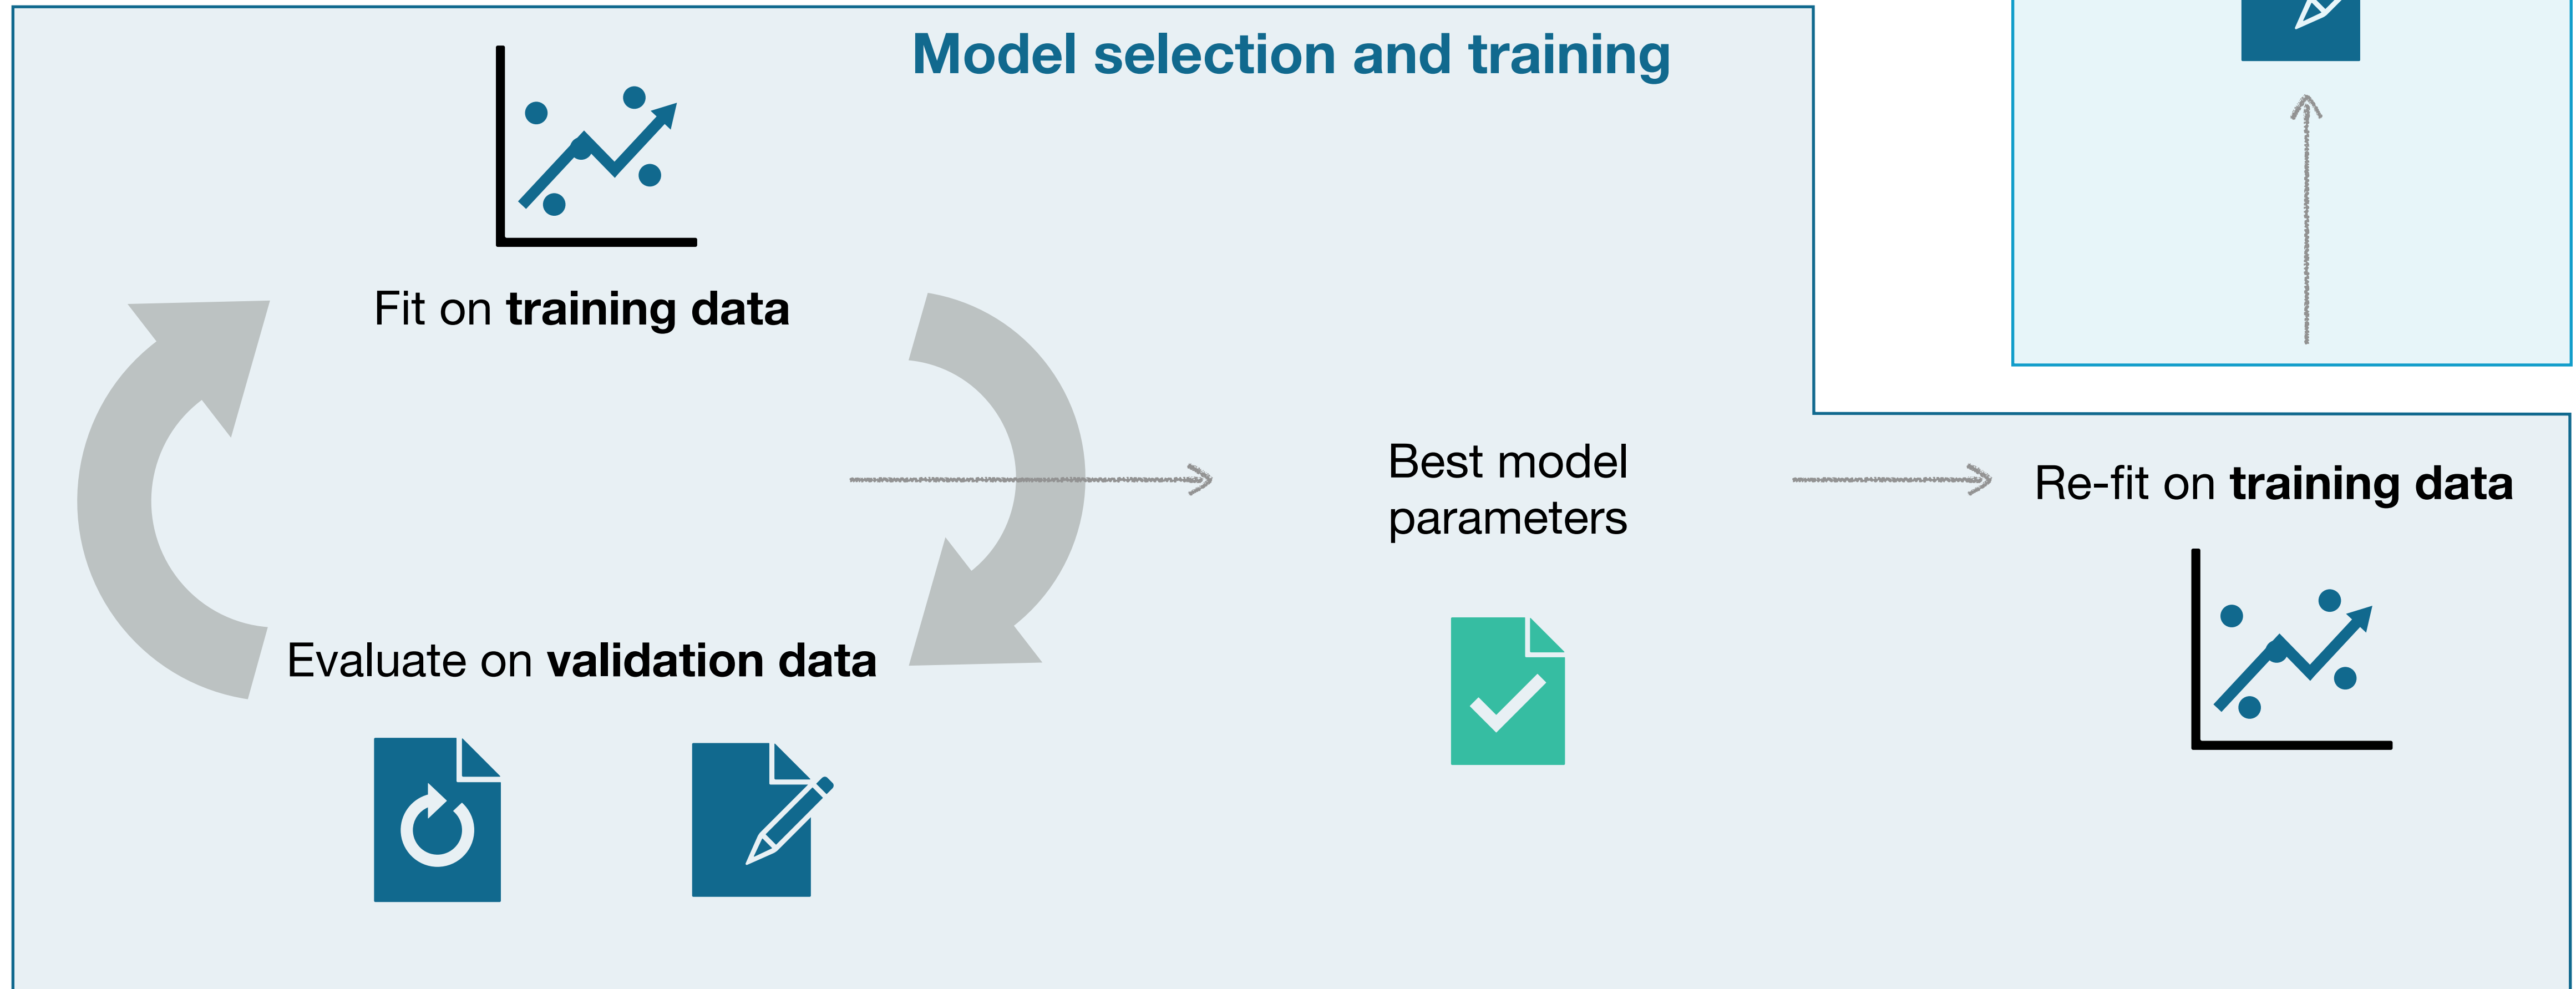 Model selection and training
Fit on training data
Evaluate on validation data
Best model
parameters
Re-fit on training data